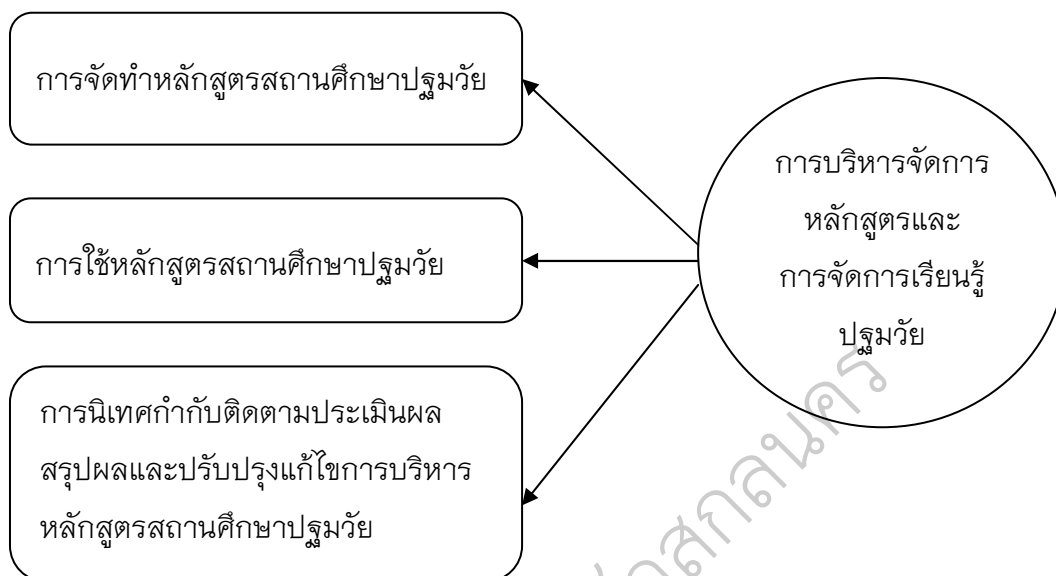 การจัดทำหลักสูตรสถานศึกษาปฐมวัย
การใช้หลักสูตรสถานศึกษาปฐมวัย
การนิเทศกำกับติดตามประเมินผล
สรุปผลและปรับปรุงแก้ไขการบริหาร
หลักสูตรสถานศึกษาปฐมวัย
การบริหารจัดการ
หลักสูตรและ
การจัดการเรียนรู้
ปฐมวัย